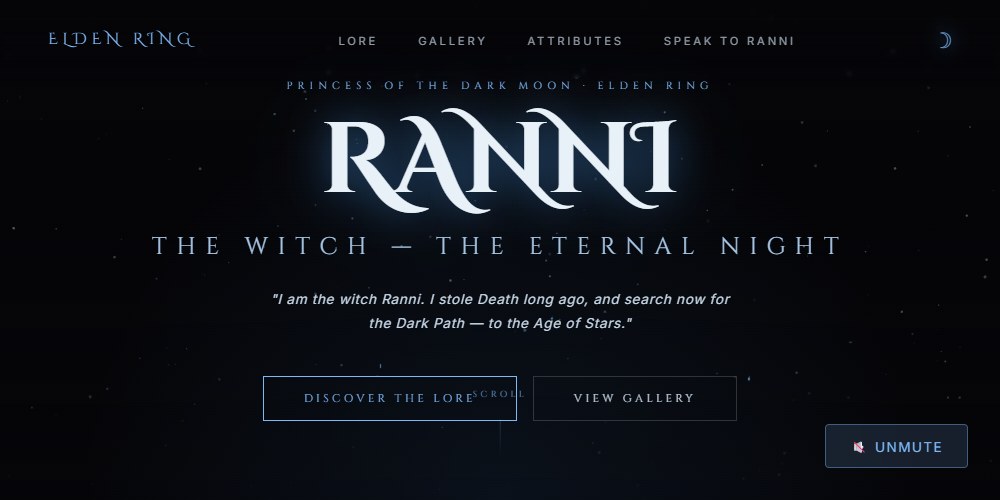 ELDEN RING
LORE GALLERY ATTRIBUTES SPEAK TO RANNI
PRINCESS OF THE DARK MOON · ELDEN RING
RANNI
THE WITCH — THE ETERNAL NIGHT
"I am the witch Ranni. I stole Death long ago, and search now for
the Dark Path — to the Age of Stars."
DISCOVER THE LORE
SCROLL
VIEW GALLERY
UNMUTE